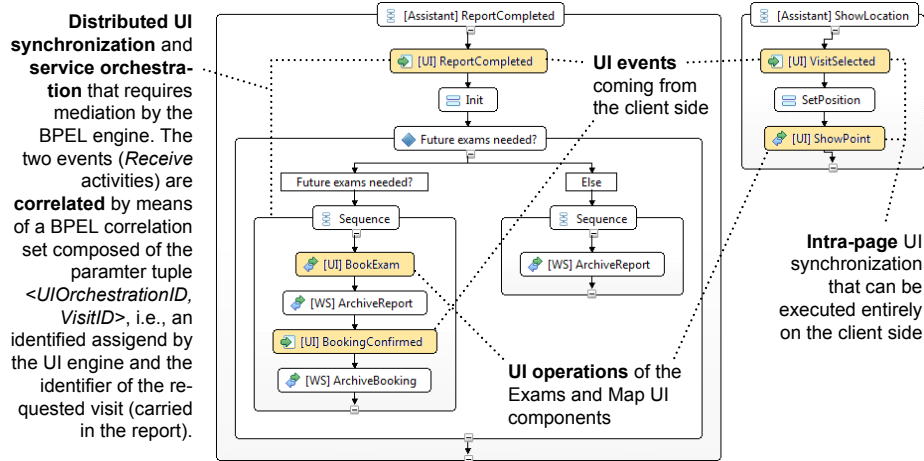 Distributed UI
synchronization and
service orchestra-
tion that requires
mediation by the
BPEL engine. The
two events (Receive
activities) are
correlated by means
of a BPEL correlation
set composed of the
paramter tuple
<UIOrchestrationID,
VisitID>, i.e., an
identified assigend by
the UI engine and the
identifier of the re-
quested visit (carried
in the report).
[Assistant] ReportCompleted
[UI] ReportCompleted
Init
Future exams needed?
Future exams needed?
Else
Sequence
[UI] BookExam
[WS] ArchiveReport
[UI] BookingConfirmed
[WS] ArchiveBooking
Sequence
[WS] ArchiveReport
UI events
coming from
the client side
UI operations of the
Exams and Map UI
components
[Assistant] ShowLocation
[UI] VisitSelected
SetPosition
[UI] ShowPoint
Intra-page UI
synchronization
that can be
executed entirely
on the client side